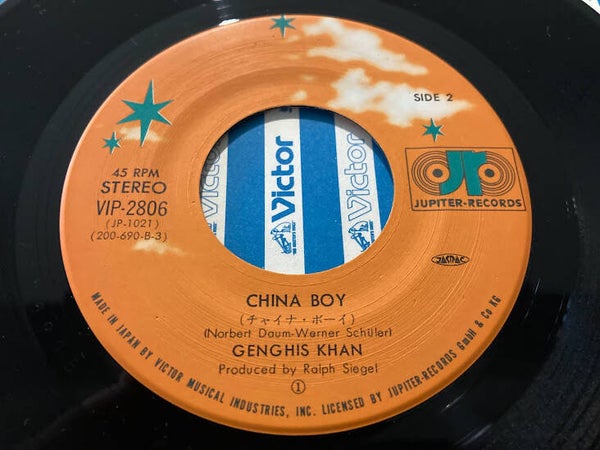 SIDE 2
45 RPM
STEREO
VIP-2806
(JP-1021)
(200-690-B-3)
JR
JUPITER-RECORDS
JASRAC
Victor
Victor
Victor
CHINA BOY
(チャイナ・ボーイ)
(Norbert Daum-Werner Schüler)
GENGHIS KHAN
Produced by Ralph Siegel
1
MADE IN JAPAN BY VICTOR MUSICAL INDUSTRIES, INC. LICENSED BY JUPITER-RECORDS GmbH & Co KG